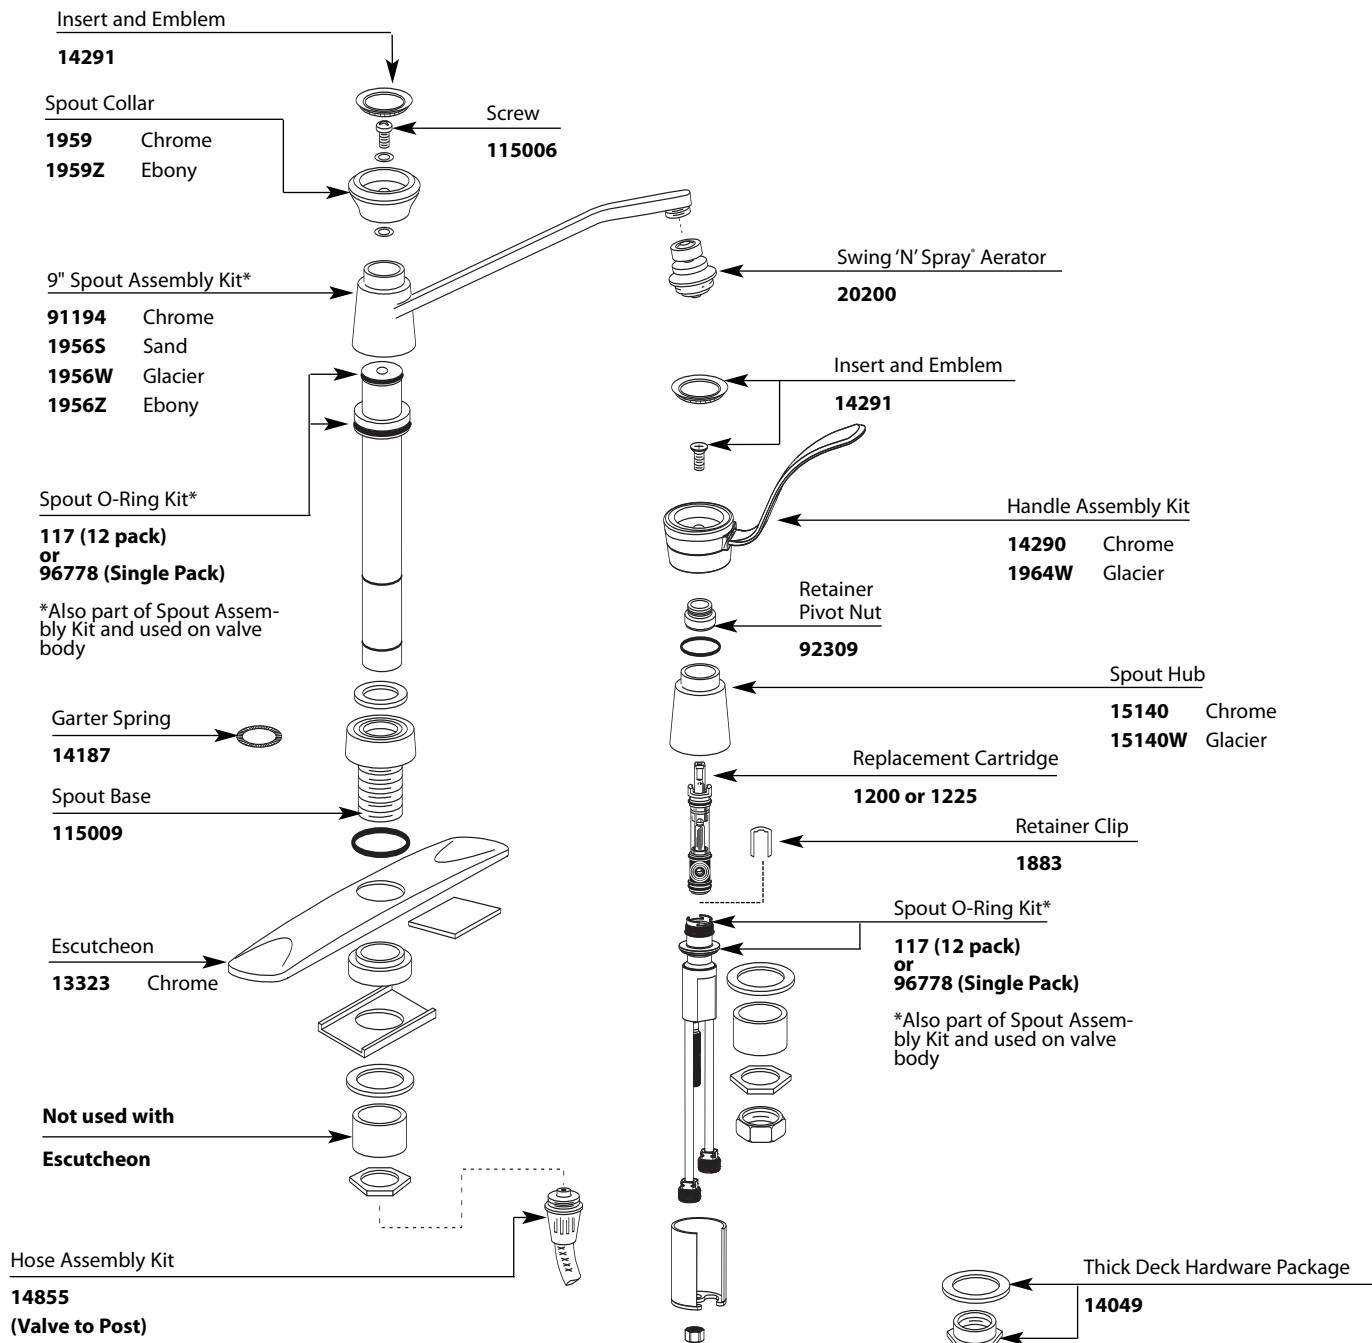 Insert and Emblem
14291
Spout Collar
1959 Chrome
1959Z Ebony
Screw
115006
9" Spout Assembly Kit*
91194 Chrome
1956S Sand
1956W Glacier
1956Z Ebony
Swing 'N' Spray® Aerator
20200
Insert and Emblem
14291
Spout O-Ring Kit*
117 (12 pack)
or
96778 (Single Pack)
*Also part of Spout Assem-
bly Kit and used on valve
body
Handle Assembly Kit
14290 Chrome
1964W Glacier
Retainer
Pivot Nut
92309
Spout Hub
15140 Chrome
15140W Glacier
Garter Spring
14187
Spout Base
115009
Replacement Cartridge
1200 or 1225
Retainer Clip
1883
Spout O-Ring Kit*
117 (12 pack)
or
96778 (Single Pack)
*Also part of Spout Assem-
bly Kit and used on valve
body
Escutcheon
13323 Chrome
Not used with
Escutcheon
Hose Assembly Kit
14855
(Valve to Post)
Thick Deck Hardware Package
14049